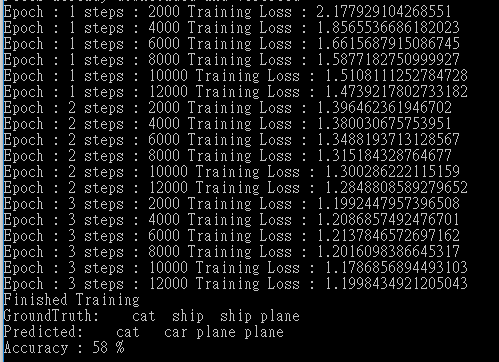 Epoch : 1 steps : 2000 Training Loss : 2.177929104268551
Epoch : 1 steps : 4000 Training Loss : 1.8565536686182023
Epoch : 1 steps : 6000 Training Loss : 1.6615687915086745
Epoch : 1 steps : 8000 Training Loss : 1.5877182750999927
Epoch : 1 steps : 10000 Training Loss : 1.5108111252784728
Epoch : 1 steps : 12000 Training Loss : 1.4739217802733182
Epoch : 2 steps : 2000 Training Loss : 1.396462361946702
Epoch : 2 steps : 4000 Training Loss : 1.380030675753951
Epoch : 2 steps : 6000 Training Loss : 1.3488193713128567
Epoch : 2 steps : 8000 Training Loss : 1.315184328764677
Epoch : 2 steps : 10000 Training Loss : 1.300286222115159
Epoch : 2 steps : 12000 Training Loss : 1.2848808589279652
Epoch : 3 steps : 2000 Training Loss : 1.1992447957396508
Epoch : 3 steps : 4000 Training Loss : 1.2086857492476701
Epoch : 3 steps : 6000 Training Loss : 1.2137846572697162
Epoch : 3 steps : 8000 Training Loss : 1.2016098386645317
Epoch : 3 steps : 10000 Training Loss : 1.1786856894493103
Epoch : 3 steps : 12000 Training Loss : 1.1998434921205043
Finished Training
GroundTruth:    cat  ship  ship plane
Predicted:    cat   car plane plane
Accuracy : 58 %